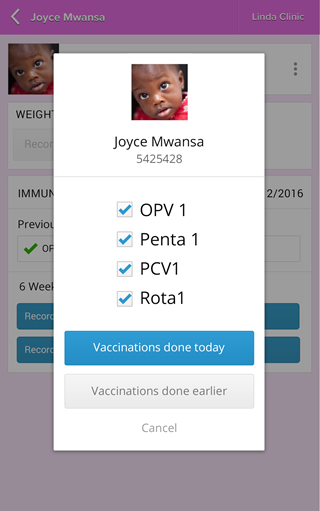 Joyce Mwansa
Linda Clinic
WEIGHT
Recor
Joyce Mwansa
5425428
IMMUN
2/2016
Previou
OP
OPV 1
Penta 1
PCV1
Rota1
6 Week
Record
Record
Vaccinations done today
Vaccinations done earlier
Cancel